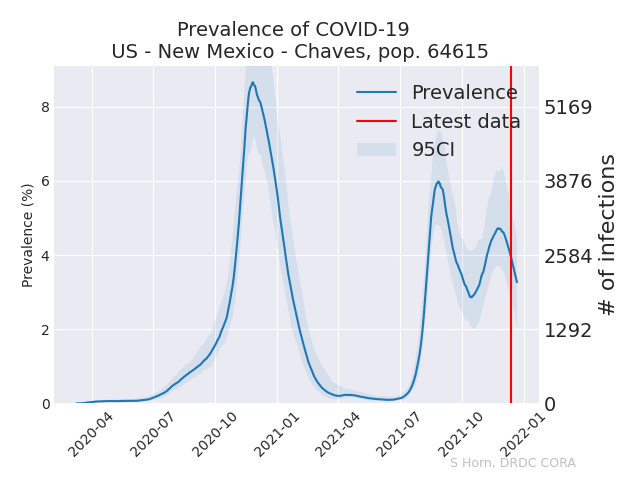 Prevalence of COVID-19
US - New Mexico - Chaves, pop. 64615
Prevalence
Latest data
95CI
Prevalence (%)
8
6
4
2
0
5169
3876
2584
1292
0
# of infections
2020-04
2020-07
2020-10
2021-01
2021-04
2021-07
2021-10
2022-01
S Horn, DRDC CORA